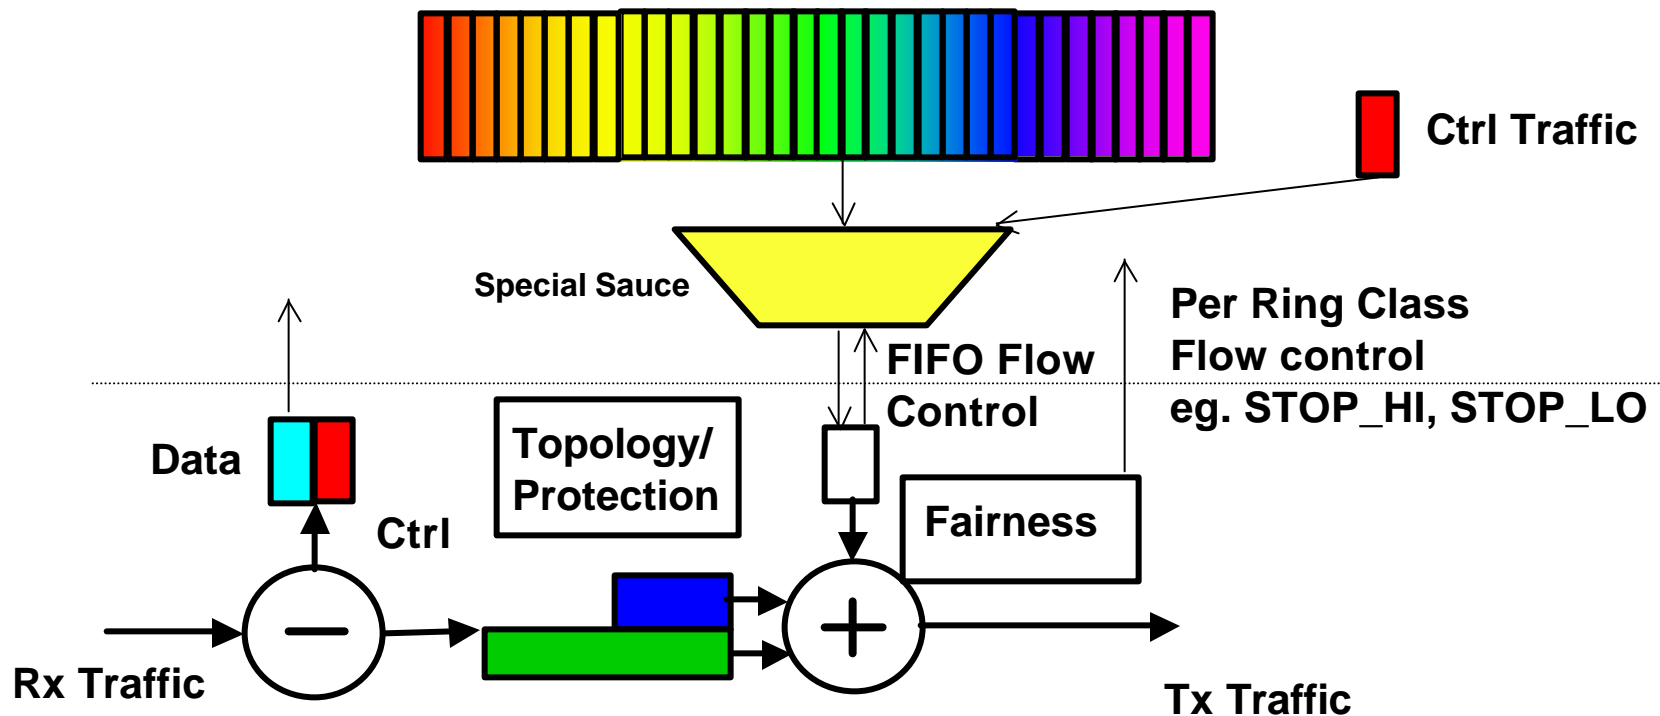 Ctrl Traffic
Special Sauce
Per Ring Class
Flow control
eg. STOP_HI, STOP_LO
FIFO Flow
Control
Data
Topology/
Protection
Ctrl
Fairness
Rx Traffic
Tx Traffic